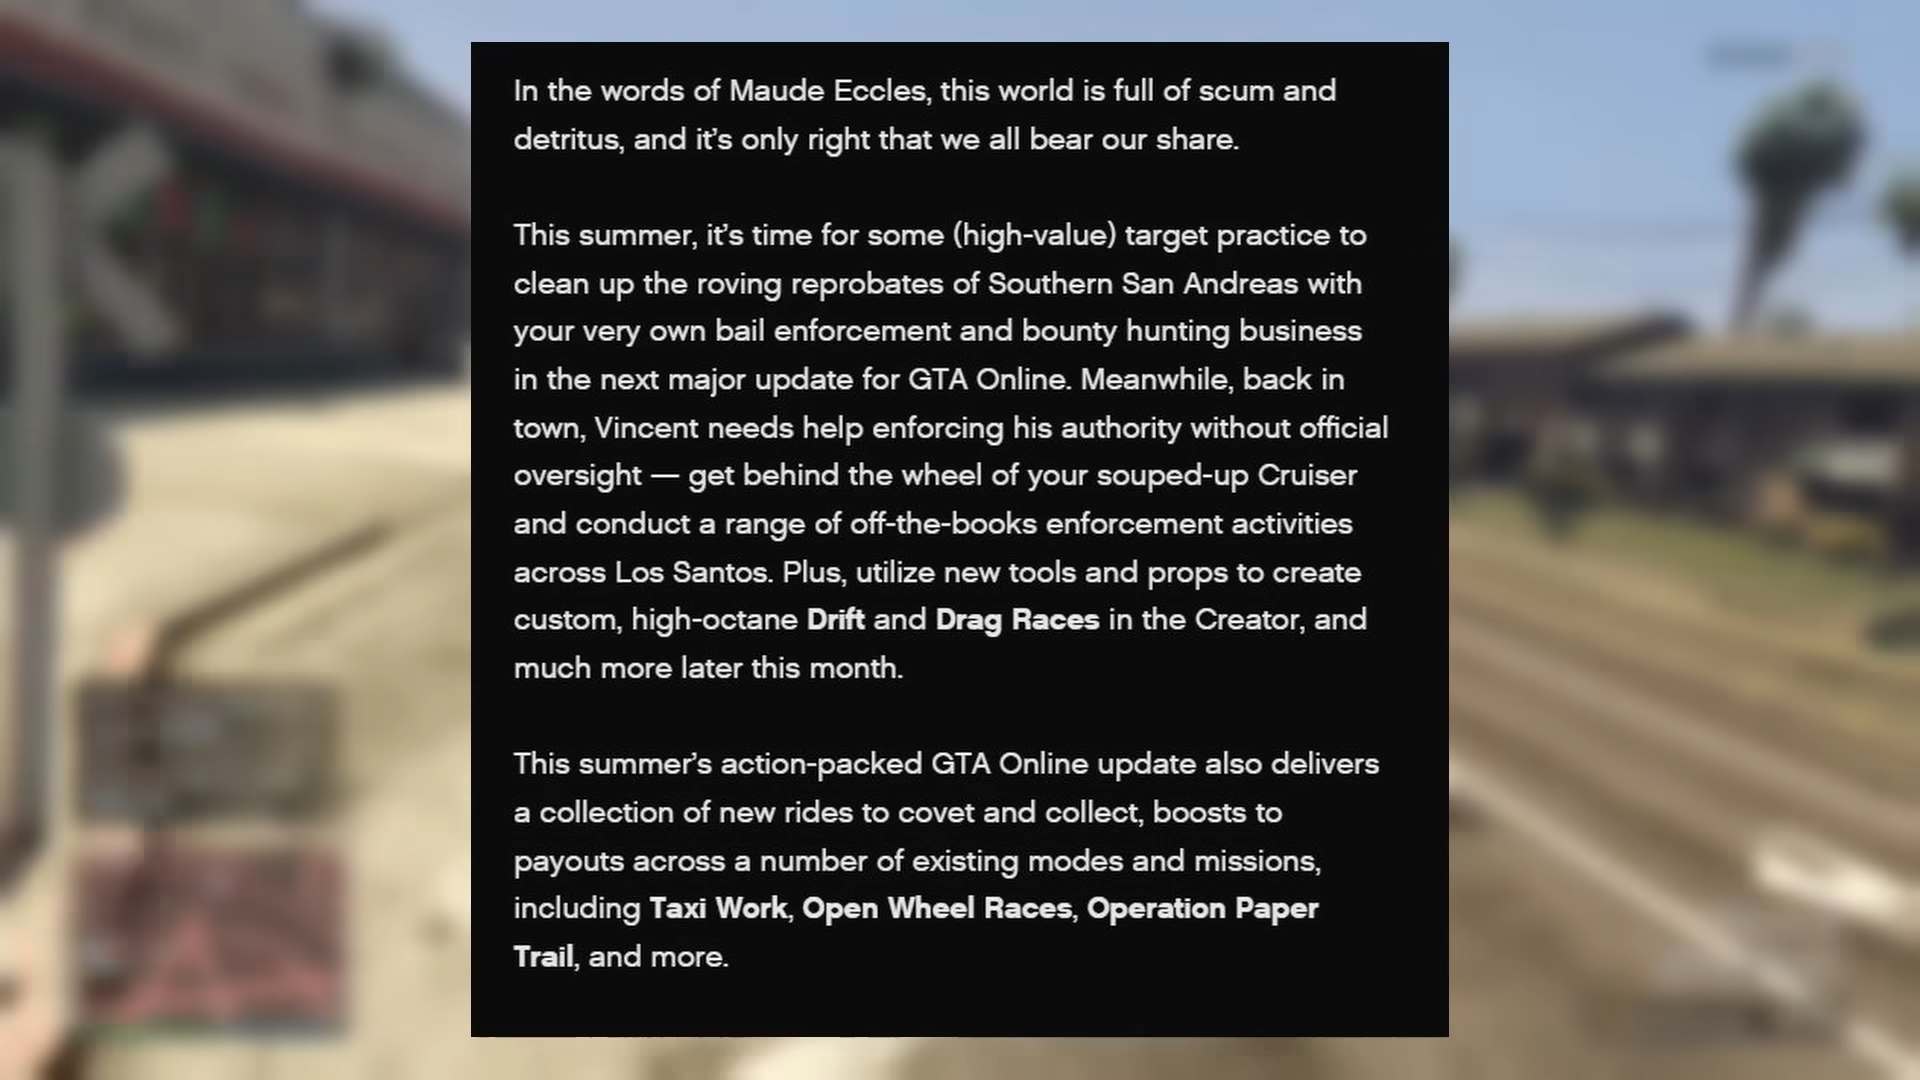 In the words of Maude Eccles, this world is full of scum and
detritus, and it’s only right that we all bear our share.
This summer, it’s time for some (high-value) target practice to
clean up the roving reprobates of Southern San Andreas with
your very own bail enforcement and bounty hunting business
in the next major update for GTA Online. Meanwhile, back in
town, Vincent needs help enforcing his authority without official
oversight — get behind the wheel of your souped-up Cruiser
and conduct a range of off-the-books enforcement activities
across Los Santos. Plus, utilize new tools and props to create
custom, high-octane Drift and Drag Races in the Creator, and
much more later this month.
This summer’s action-packed GTA Online update also delivers
a collection of new rides to covet and collect, boosts to
payouts across a number of existing modes and missions,
including Taxi Work, Open Wheel Races, Operation Paper
Trail, and more.